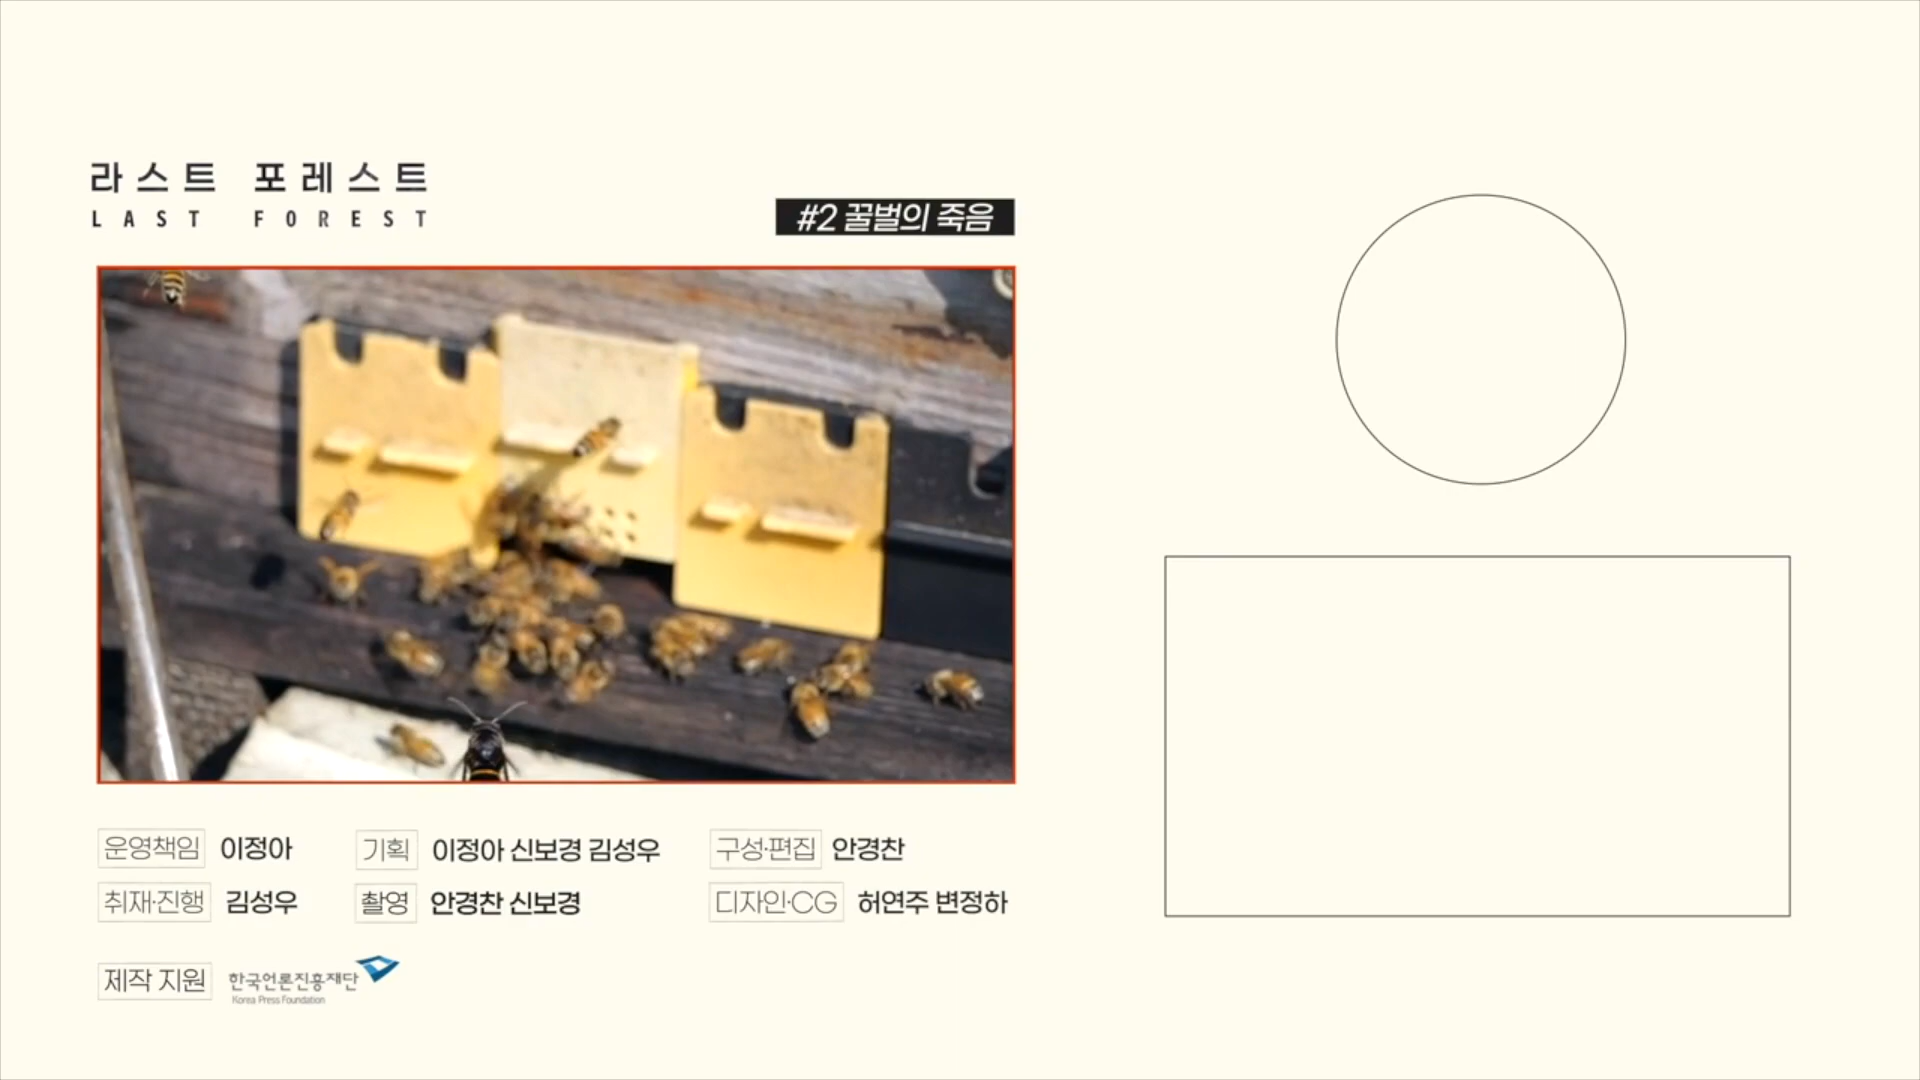 라스트 포레스트
LAST FOREST
#2 꿀벌의 죽음
운영책임 이정아 기획 이정아 신보경 김성우 구성·편집 안경찬
취재·진행 김성우 촬영 안경찬 신보경 디자인·CG 허연주 변정하
제작 지원 한국언론진흥재단
Korea Press Foundation